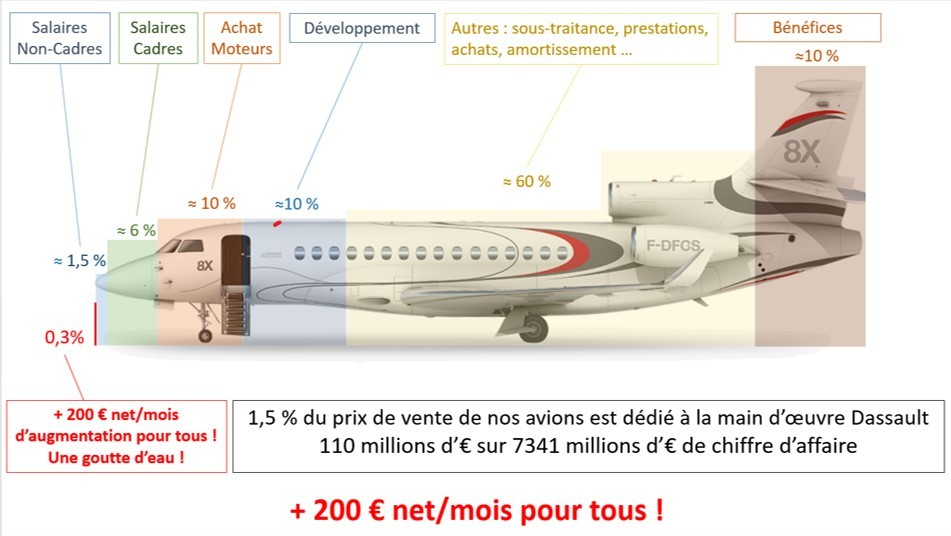 Salaires
Non-Cadres
Salaires
Cadres
Achat
Moteurs
Développement
Autres : sous-traitance, prestations,
achats, amortissement ...
Bénéfices
≈10 %
8X
≈ 60 %
≈ 10 %
≈10 %
≈ 6 %
F-DFCS
≈ 1,5 %
8X
0,3%
+ 200 € net/mois
d’augmentation pour tous !
Une goutte d’eau !
1,5 % du prix de vente de nos avions est dédié à la main d’œuvre Dassault
110 millions d’€ sur 7341 millions d’€ de chiffre d’affaire
+ 200 € net/mois pour tous !